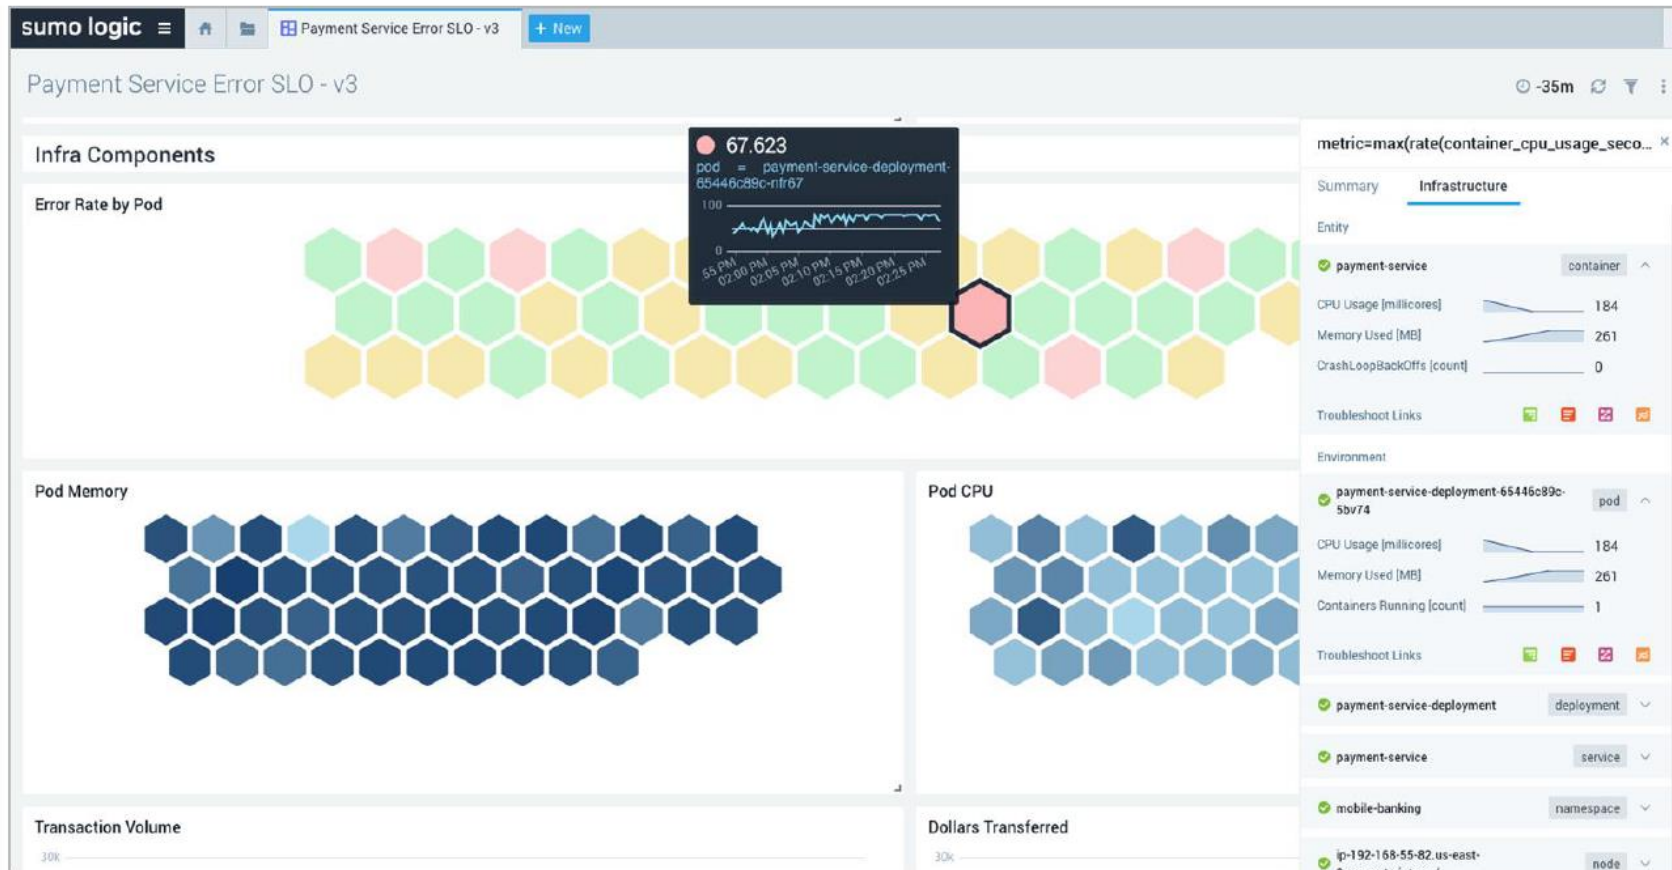 sumo logic
Payment Service Error SLO - v3
+ New
Payment Service Error SLO - v3
-35m
Infra Components
Error Rate by Pod
67.623
pod = payment-service-deployment-
65446c89c-nfr67
100
0
55 PM
02:00 PM
02:05 PM
02:10 PM
02:15 PM
02:20 PM
02:25 PM
Pod Memory
Pod CPU
Transaction Volume
30k
Dollars Transferred
30k
metric=max(rate(container_cpu_usage_seco...
Summary Infrastructure
Entity
payment-service container
CPU Usage [millicores] 184
Memory Used [MB] 261
CrashLoopBackOffs [count] 0
Troubleshoot Links
Environment
payment-service-deployment-65446c89c-
5bv74 pod
CPU Usage [millicores] 184
Memory Used [MB] 261
Containers Running [count] 1
Troubleshoot Links
payment-service-deployment deployment
payment-service service
mobile-banking namespace
ip-192-168-55-82.us-east-
node